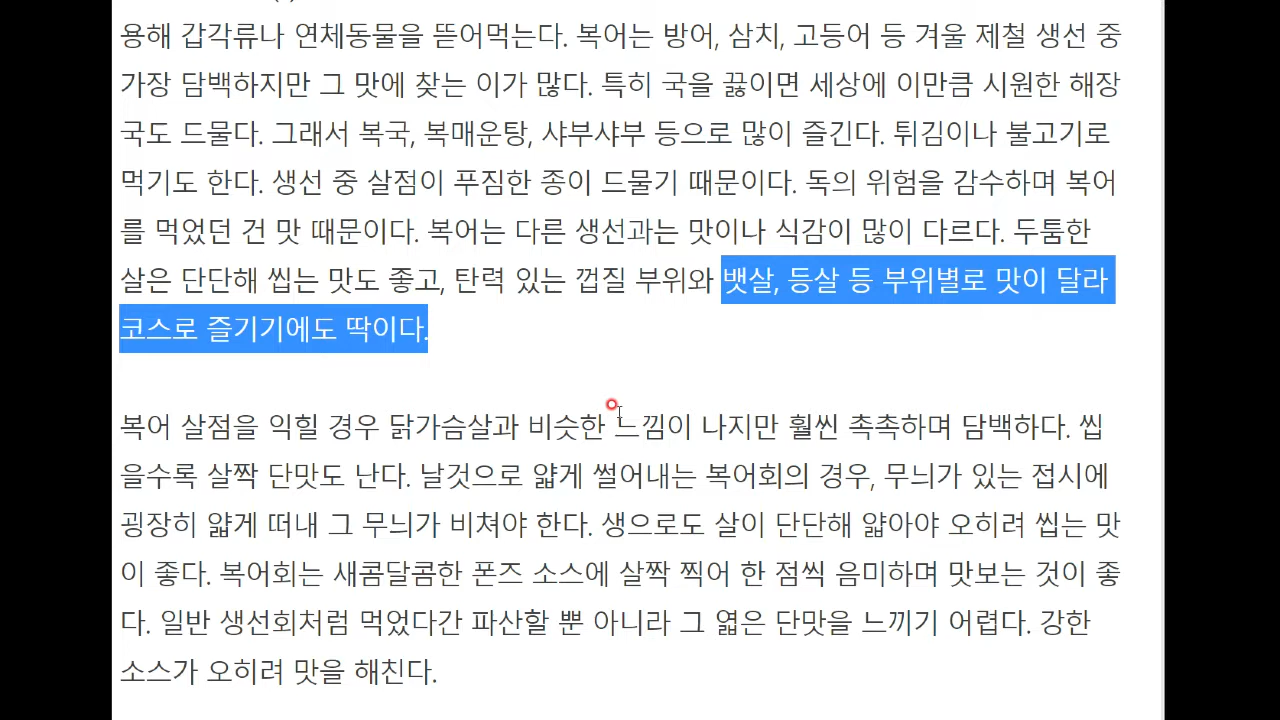 용해 갑각류나 연체동물을 뜯어먹는다. 복어는 방어, 삼치, 고등어 등 겨울 제철 생선 중
가장 담백하지만 그 맛에 찾는 이가 많다. 특히 국을 끓이면 세상에 이만큼 시원한 해장
국도 드물다. 그래서 복국, 복매운탕, 샤부샤부 등으로 많이 즐긴다. 튀김이나 불고기로
먹기도 한다. 생선 중 살점이 푸짐한 종이 드물기 때문이다. 독의 위험을 감수하며 복어
를 먹었던 건 맛 때문이다. 복어는 다른 생선과는 맛이나 식감이 많이 다르다. 두툼한
살은 단단해 씹는 맛도 좋고, 탄력 있는 껍질 부위와 뱃살, 등살 등 부위별로 맛이 달라
코스로 즐기기에도 딱이다.
복어 살점을 익힐 경우 닭가슴살과 비슷한 느낌이 나지만 훨씬 촉촉하며 담백하다. 씹
을수록 살짝 단맛도 난다. 날것으로 얇게 썰어내는 복어회의 경우, 무늬가 있는 접시에
굉장히 얇게 떠내 그 무늬가 비쳐야 한다. 생으로도 살이 단단해 얇아야 오히려 씹는 맛
이 좋다. 복어회는 새콤달콤한 폰즈 소스에 살짝 찍어 한 점씩 음미하며 맛보는 것이 좋
다. 일반 생선회처럼 먹었다간 파산할 뿐 아니라 그 엷은 단맛을 느끼기 어렵다. 강한
소스가 오히려 맛을 해친다.